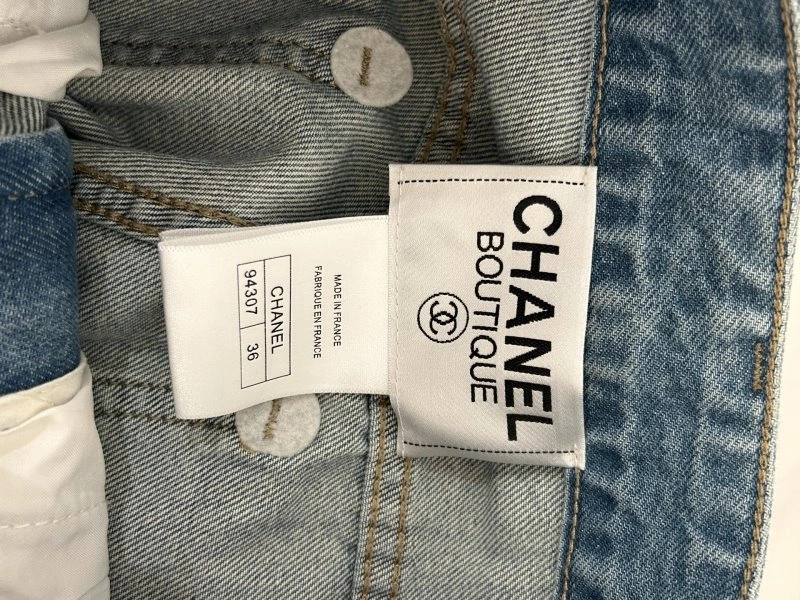 CHANEL
BOUTIQUE
MADE IN FRANCE
FABRIQUE EN FRANCE
CHANEL
94307 36